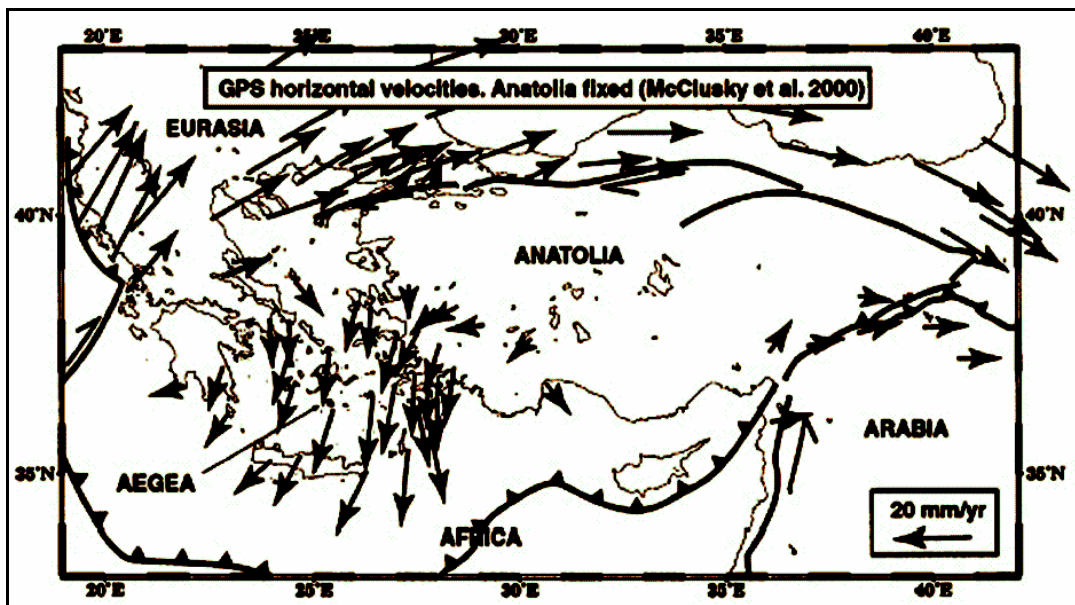 20°E 25°E 30°E 35°E 40°E
GPS horizontal velocities. Anatolia fixed (McClusky et al. 2000)
EURASIA
40°N 40°N
ANATOLIA
ARABIA
35°N 35°N
AEGEA
20 mm/yr
AFRICA
20°E 25°E 30°E 35°E 40°E